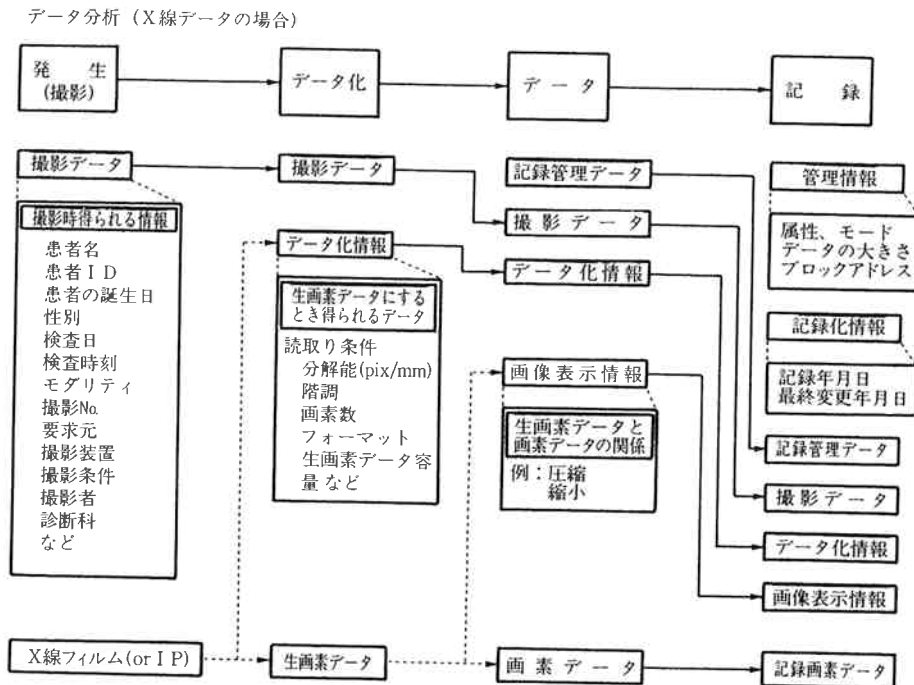 データ分析（X線データの場合）
発　生
(撮影)
データ化
データ
記　録
撮影データ
撮影時得られる情報
患者名
患者ＩＤ
患者の誕生日
性別
検査日
検査時刻
モダリティ
撮影№
要求元
撮影装置
撮影条件
撮影者
診断科
など
X線フィルム(or I P)
撮影データ
データ化情報
生画素データにする
とき得られるデータ
読取り条件
分解能(pix/mm)
階調
画素数
フォーマット
生画素データ容
量 など
生画素データ
記録管理データ
撮影データ
データ化情報
画像表示情報
生画素データと
画素データの関係
例：圧縮
縮小
画素データ
管理情報
属性、モード
データの大きさ
ブロックアドレス
記録化情報
記録年月日
最終変更年月日
記録管理データ
撮影データ
データ化情報
画像表示情報
記録画素データ